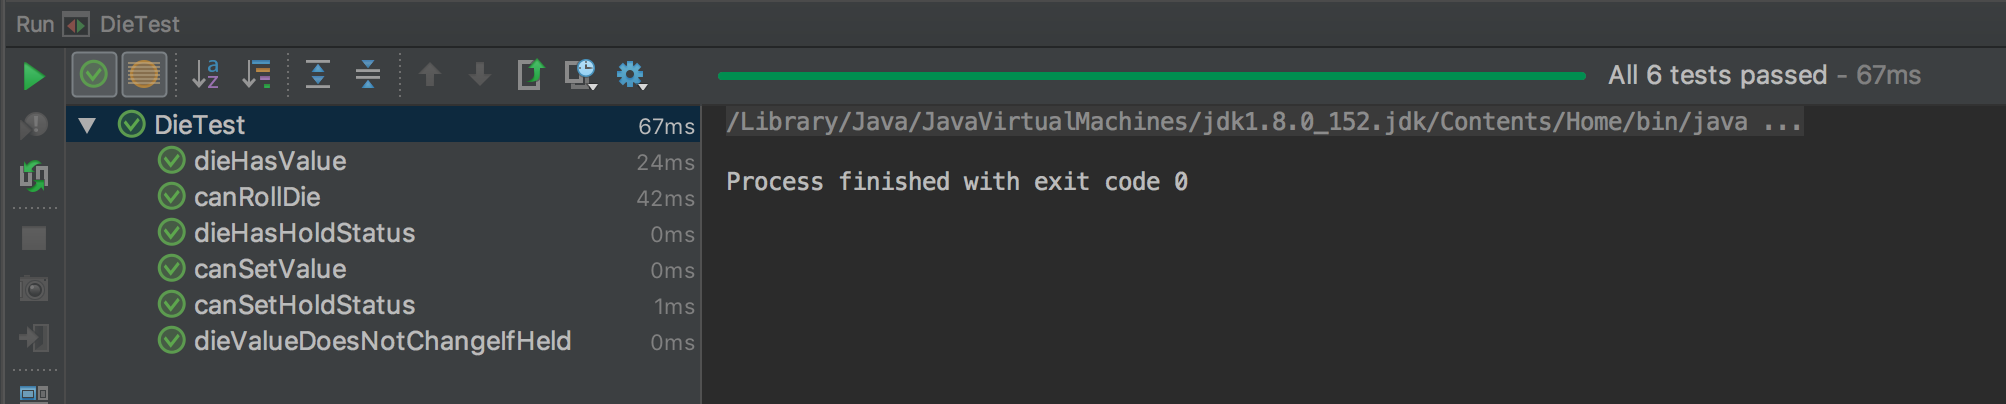 Run DieTest
All 6 tests passed - 67ms
DieTest 67ms
dieHasValue 24ms
canRollDie 42ms
dieHasHoldStatus 0ms
canSetValue 0ms
canSetHoldStatus 1ms
dieValueDoesNotChangeIfHeld 0ms
/Library/Java/JavaVirtualMachines/jdk1.8.0_152.jdk/Contents/Home/bin/java ...
Process finished with exit code 0